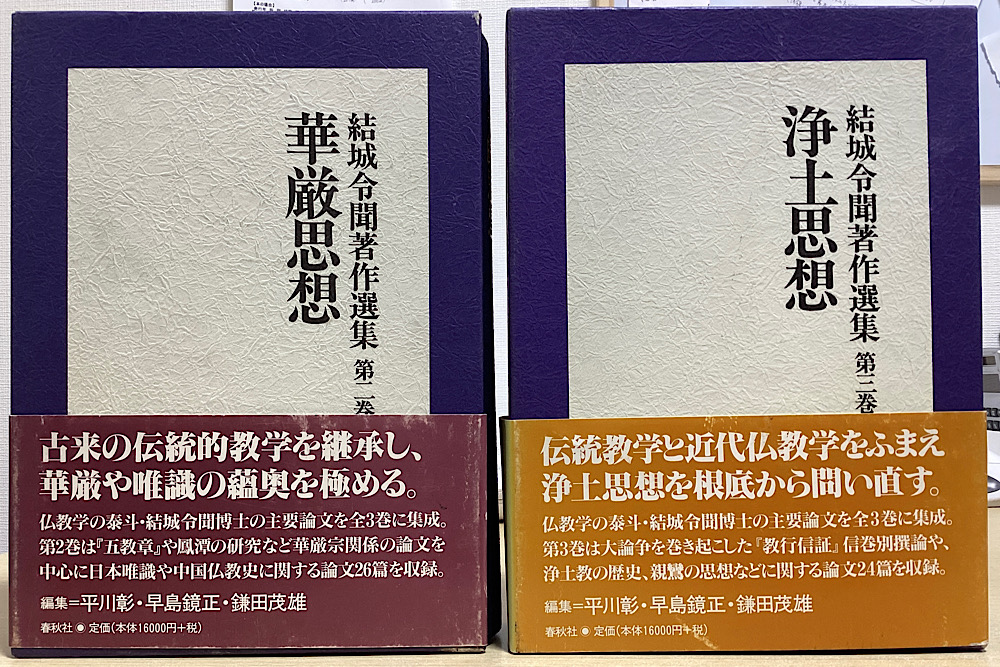 結城令聞著作選集 第二巻
華厳思想
古来の伝統的教学を継承し、
華厳や唯識の蘊奥を極める。
仏教学の泰斗・結城令聞博士の主要論文を全3巻に集成。
第2巻は『五教章』や鳳潭の研究など華厳宗関係の論文を
中心に日本唯識や中国仏教史に関する論文26篇を収録。
編集=平川彰・早島鏡正・鎌田茂雄
春秋社◉定価(本体16000円+税)
結城令聞著作選集 第三巻
浄土思想
伝統教学と近代仏教学をふまえ
浄土思想を根底から問い直す。
仏教学の泰斗・結城令聞博士の主要論文を全3巻に集成。
第3巻は大論争を巻き起こした『教行信証』信巻別撰論や、
浄土教の歴史、親鸞の思想などに関する論文24篇を収録。
編集=平川彰・早島鏡正・鎌田茂雄
春秋社◉定価(本体16000円+税)